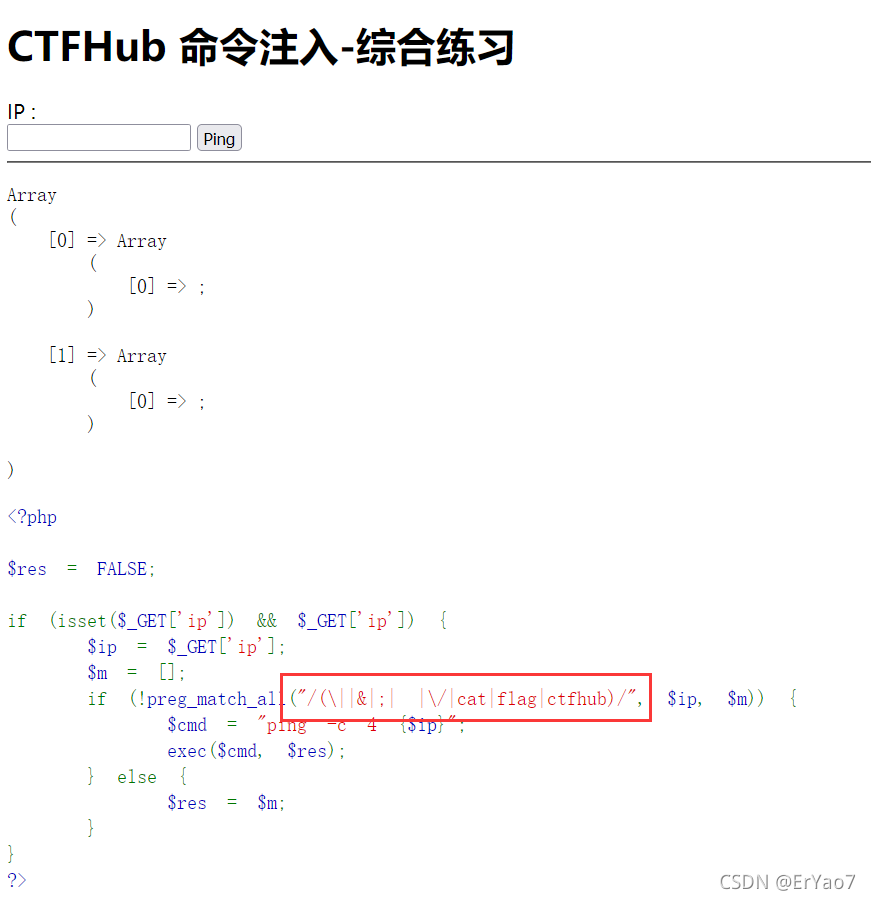 CTFHub 命令注入-综合练习
IP :
Ping
Array
(
    [0] => Array
        (
            [0] => ;
        )
    [1] => Array
        (
            [0] => ;
        )
)
<?php
$res = FALSE;
if (isset($_GET['ip']) && $_GET['ip']) {
    $ip = $_GET['ip'];
    $m = [];
    if (!preg_match_all("/(\||&|;| |\/|cat|flag|ctfhub)/", $ip, $m)) {
        $cmd = "ping -c 4 {$ip}";
        exec($cmd, $res);
    } else {
        $res = $m;
    }
}
?>
CSDN @ErYao7